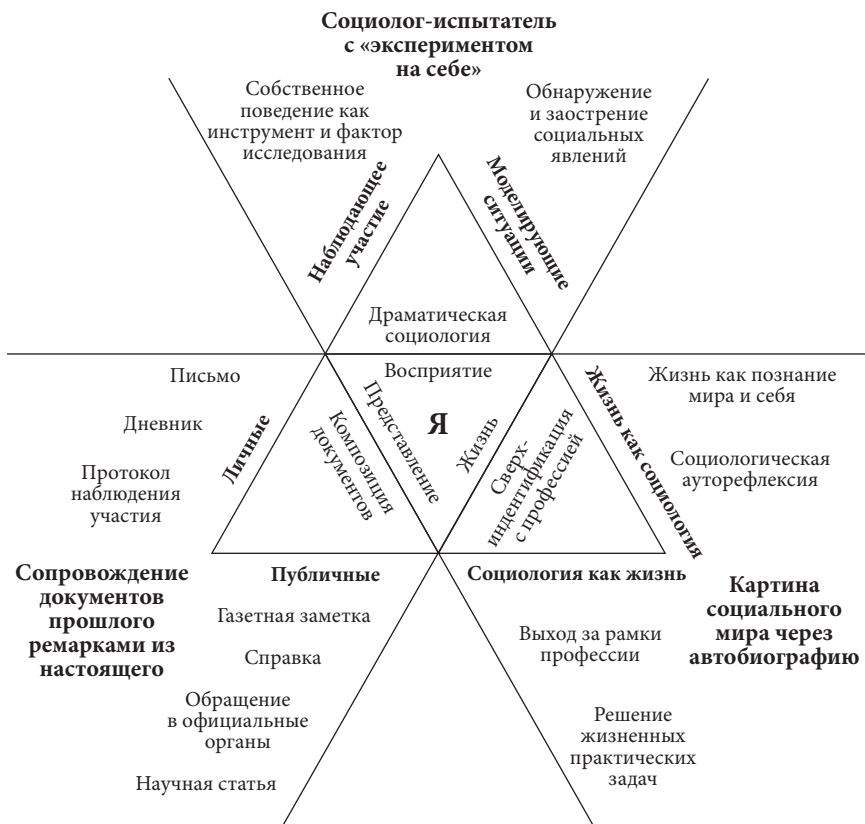 Социолог-испытатель
с «экспериментом
на себе»
Собственное
поведение как
инструмент и фактор
исследования
Обнаружение
и заострение
социальных
явлений
Наблюдающее
участие
Моделирующие
ситуации
Драматическая
социология
Восприятие
Я
Представление
Жизнь
Письмо
Дневник
Протокол
наблюдения
участия
Личные
Композиция
документов
Сверх-
индентификация
с профессией
Жизнь как социология
Жизнь как познание
мира и себя
Социологическая
ауторефлексия
Сопровождение
документов
прошлого
ремарками из
настоящего
Публичные
Газетная заметка
Справка
Обращение
в официальные
органы
Научная статья
Социология как жизнь
Выход за рамки
профессии
Решение
жизненных
практических
задач
Картина
социального
мира через
автобиографию